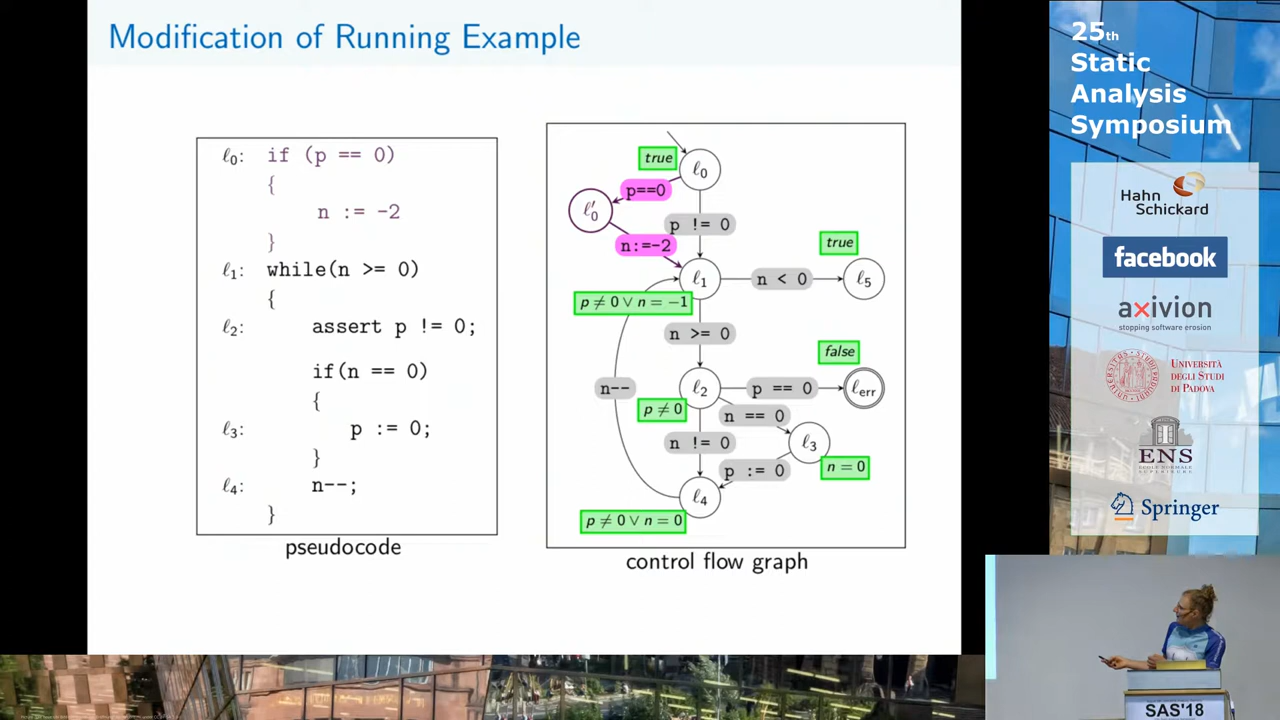 Modification of Running Example
ℓ0: if (p == 0)
{
n := -2
}
ℓ1: while(n >= 0)
{
ℓ2: assert p != 0;
if(n == 0)
{
ℓ3: p := 0;
}
ℓ4: n--;
}
pseudocode
true
ℓ0
p==0
ℓ0′
p != 0
n:=-2
true
ℓ1
n < 0
ℓ5
p ≠ 0 ∨ n = −1
n >= 0
false
n--
ℓ2
p == 0
ℓerr
p ≠ 0
n == 0
n != 0
ℓ3
p := 0
n = 0
ℓ4
p ≠ 0 ∨ n = 0
control flow graph
25th
Static
Analysis
Symposium
Hahn
Schickard
facebook
axivion
stopping software erosion
UNIVERSITÀ
DEGLI STUDI
DI PADOVA
ENS
Springer
SAS'18